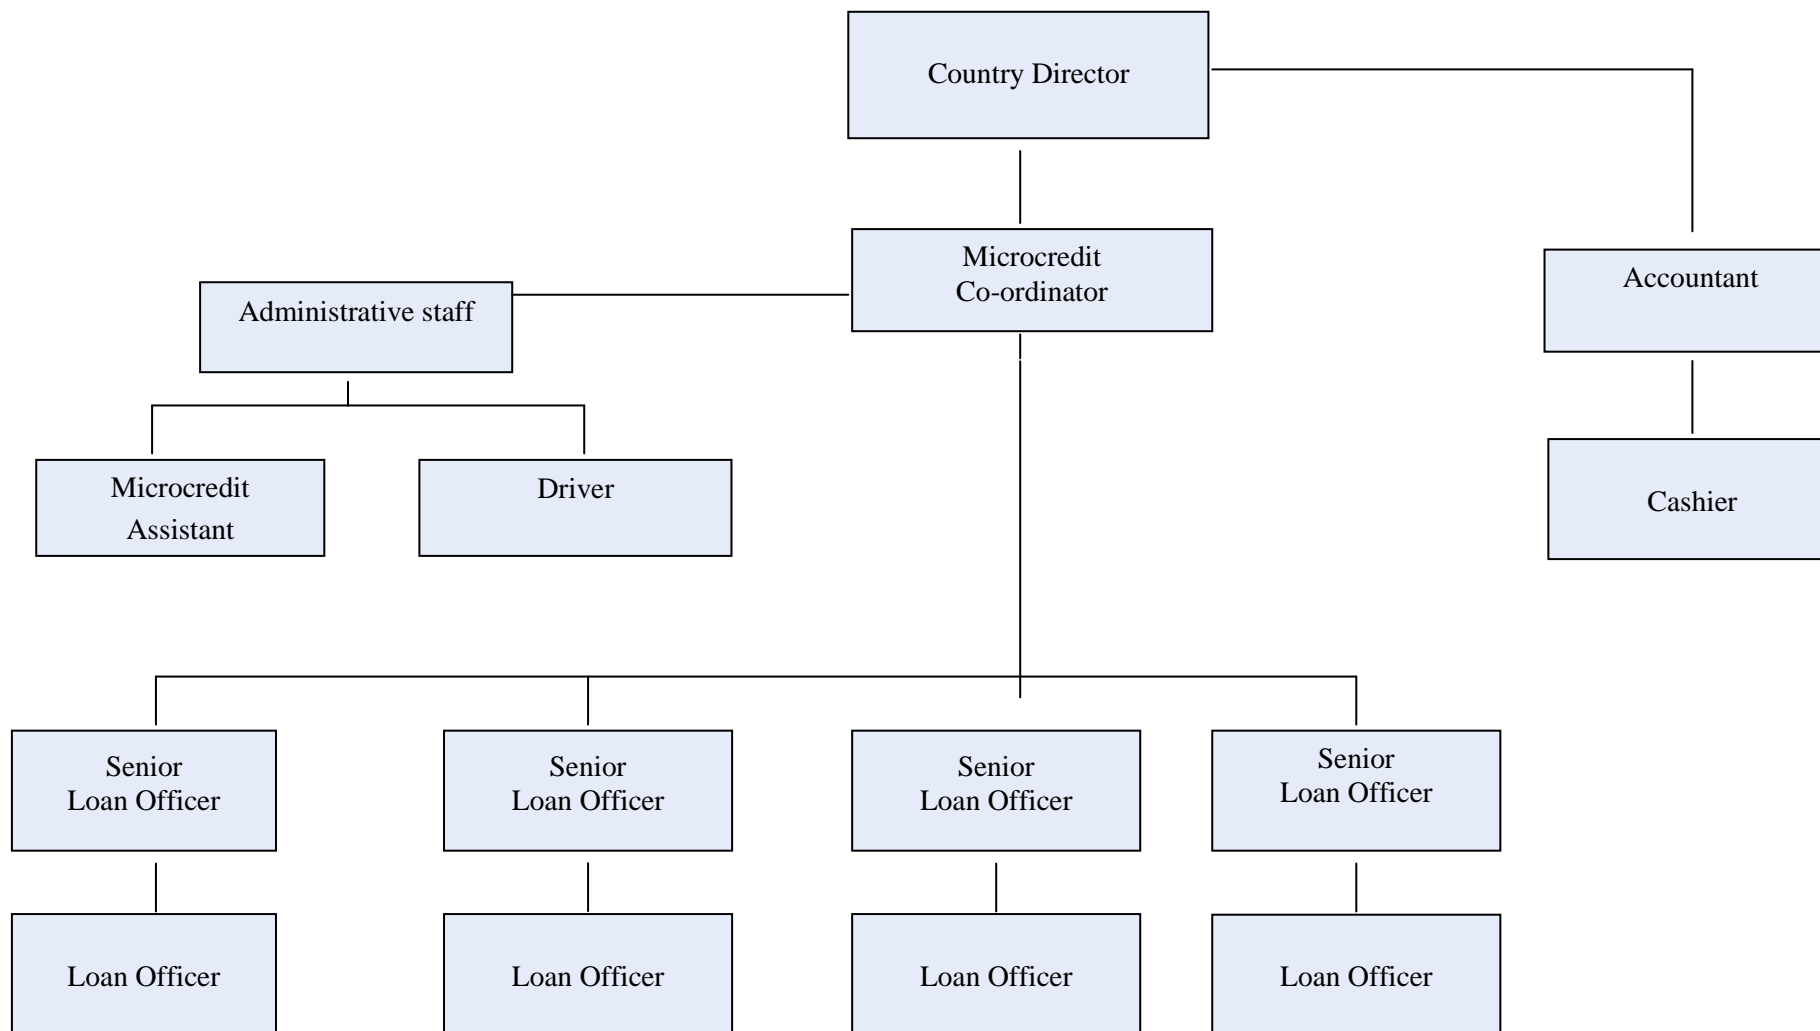 Country Director
Microcredit
Co-ordinator
Accountant
Administrative staff
Microcredit
Assistant
Driver
Cashier
Senior
Loan Officer
Senior
Loan Officer
Senior
Loan Officer
Senior
Loan Officer
Loan Officer
Loan Officer
Loan Officer
Loan Officer